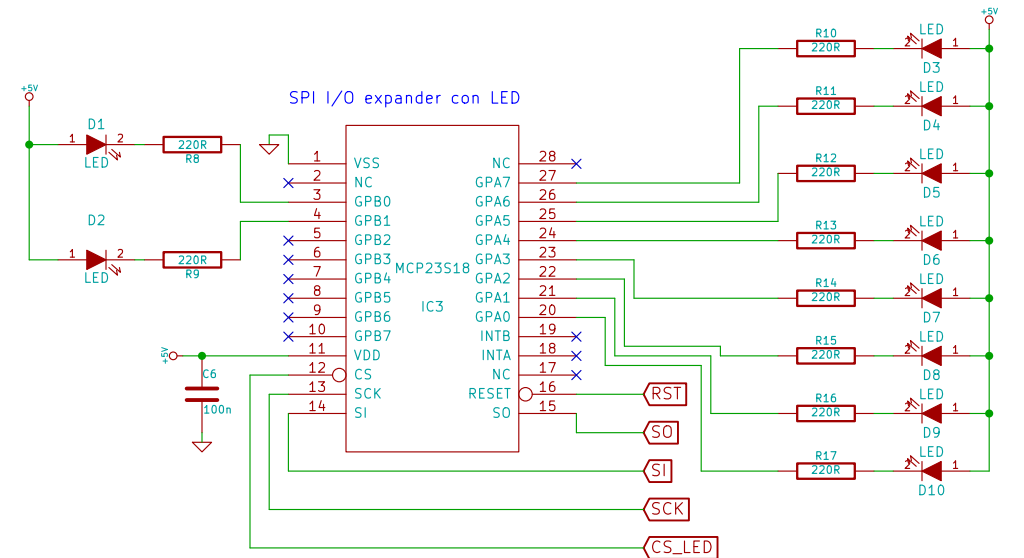 +5V
R10
LED
220R
2
1
D3
R11
LED
220R
2
1
D4
+5V
SPI I/O expander con LED
D1
1
2
220R
LED
R8
R12
LED
220R
2
1
D5
1
VSS
NC
28
2
NC
GPA7
27
3
GPB0
GPA6
26
4
GPB1
GPA5
25
5
GPB2
GPA4
24
6
GPB3
GPA3
23
7
GPB4
GPA2
22
8
GPB5
GPA1
21
9
GPB6
GPA0
20
10
GPB7
INTB
19
11
VDD
INTA
18
12
CS
NC
17
13
SCK
RESET
16
14
SI
SO
15
MCP23S18
IC3
D2
1
2
220R
LED
R9
R13
LED
220R
2
1
D6
R14
LED
220R
2
1
D7
R15
LED
220R
2
1
D8
R16
LED
220R
2
1
D9
R17
LED
220R
2
1
D10
+5V
C6
100n
RST
SO
SI
SCK
CS_LED